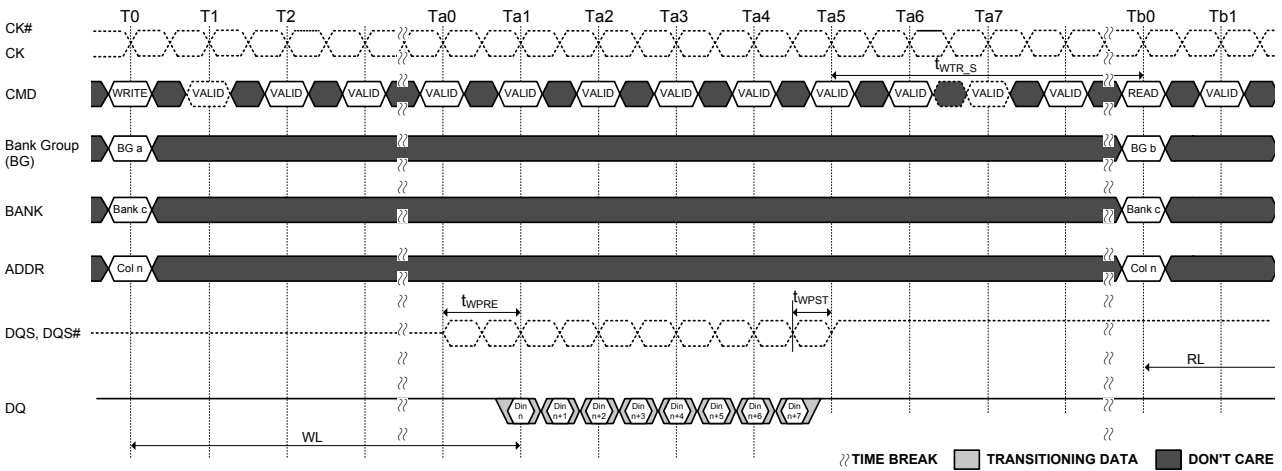 T0 T1 T2 Ta0 Ta1 Ta2 Ta3 Ta4 Ta5 Ta6 Ta7 Tb0 Tb1
CK#
CK
tWTR_S
CMD WRITE VALID VALID VALID VALID VALID VALID VALID VALID VALID VALID VALID VALID READ VALID
Bank Group
(BG)
BG a BG b
BANK Bank c Bank c
ADDR Col n Col n
tWPRE tWPST
DQS, DQS#
RL
DQ Din n Din n+1 Din n+2 Din n+3 Din n+4 Din n+5 Din n+6 Din n+7
WL
TIME BREAK TRANSITIONING DATA DON'T CARE